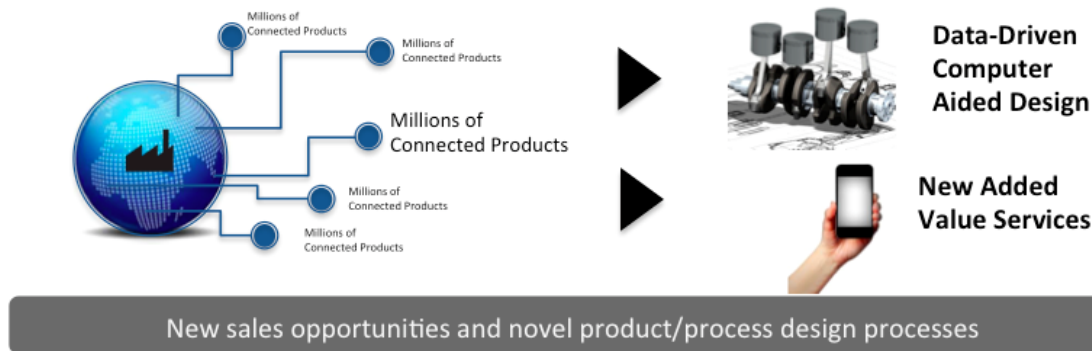 Millions of
Connected Products
Millions of
Connected Products
Millions of
Connected Products
Millions of
Connected Products
Millions of
Connected Products
Data-Driven
Computer
Aided Design
New Added
Value Services
New sales opportunities and novel product/process design processes